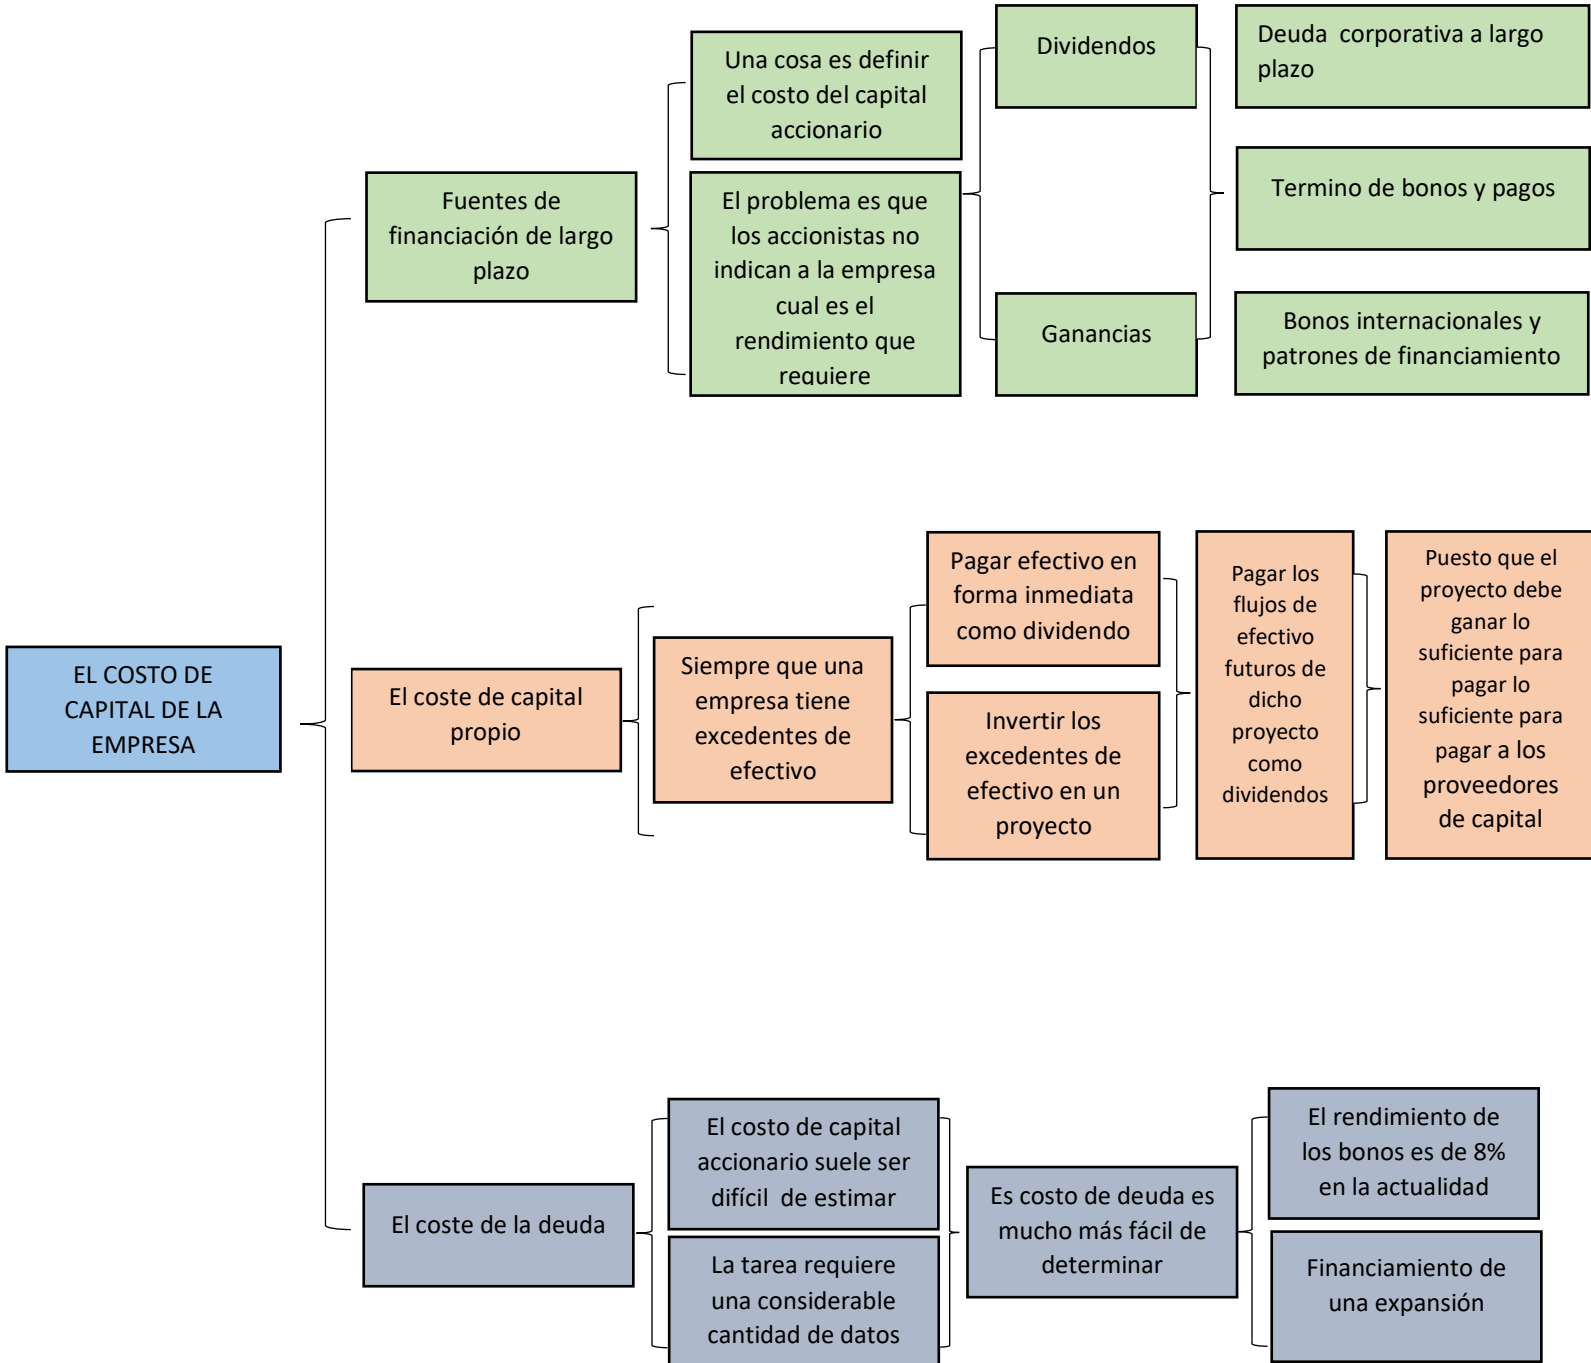 Una cosa es definir
el costo del capital
accionario
Dividendos
Deuda  corporativa a largo
plazo
Fuentes de
financiación de largo
plazo
El problema es que
los accionistas no
indican a la empresa
cual es el
rendimiento que
requiere
Termino de bonos y pagos
Ganancias
Bonos internacionales y
patrones de financiamiento
EL COSTO DE
CAPITAL DE LA
EMPRESA
El coste de capital
propio
Siempre que una
empresa tiene
excedentes de
efectivo
Pagar efectivo en
forma inmediata
como dividendo
Invertir los
excedentes de
efectivo en un
proyecto
Pagar los
flujos de
efectivo
futuros de
dicho
proyecto
como
dividendos
Puesto que el
proyecto debe
ganar lo
suficiente para
pagar lo
suficiente para
pagar a los
proveedores
de capital
El coste de la deuda
El costo de capital
accionario suele ser
difícil  de estimar
La tarea requiere
una considerable
cantidad de datos
Es costo de deuda es
mucho más fácil de
determinar
El rendimiento de
los bonos es de 8%
en la actualidad
Financiamiento de
una expansión